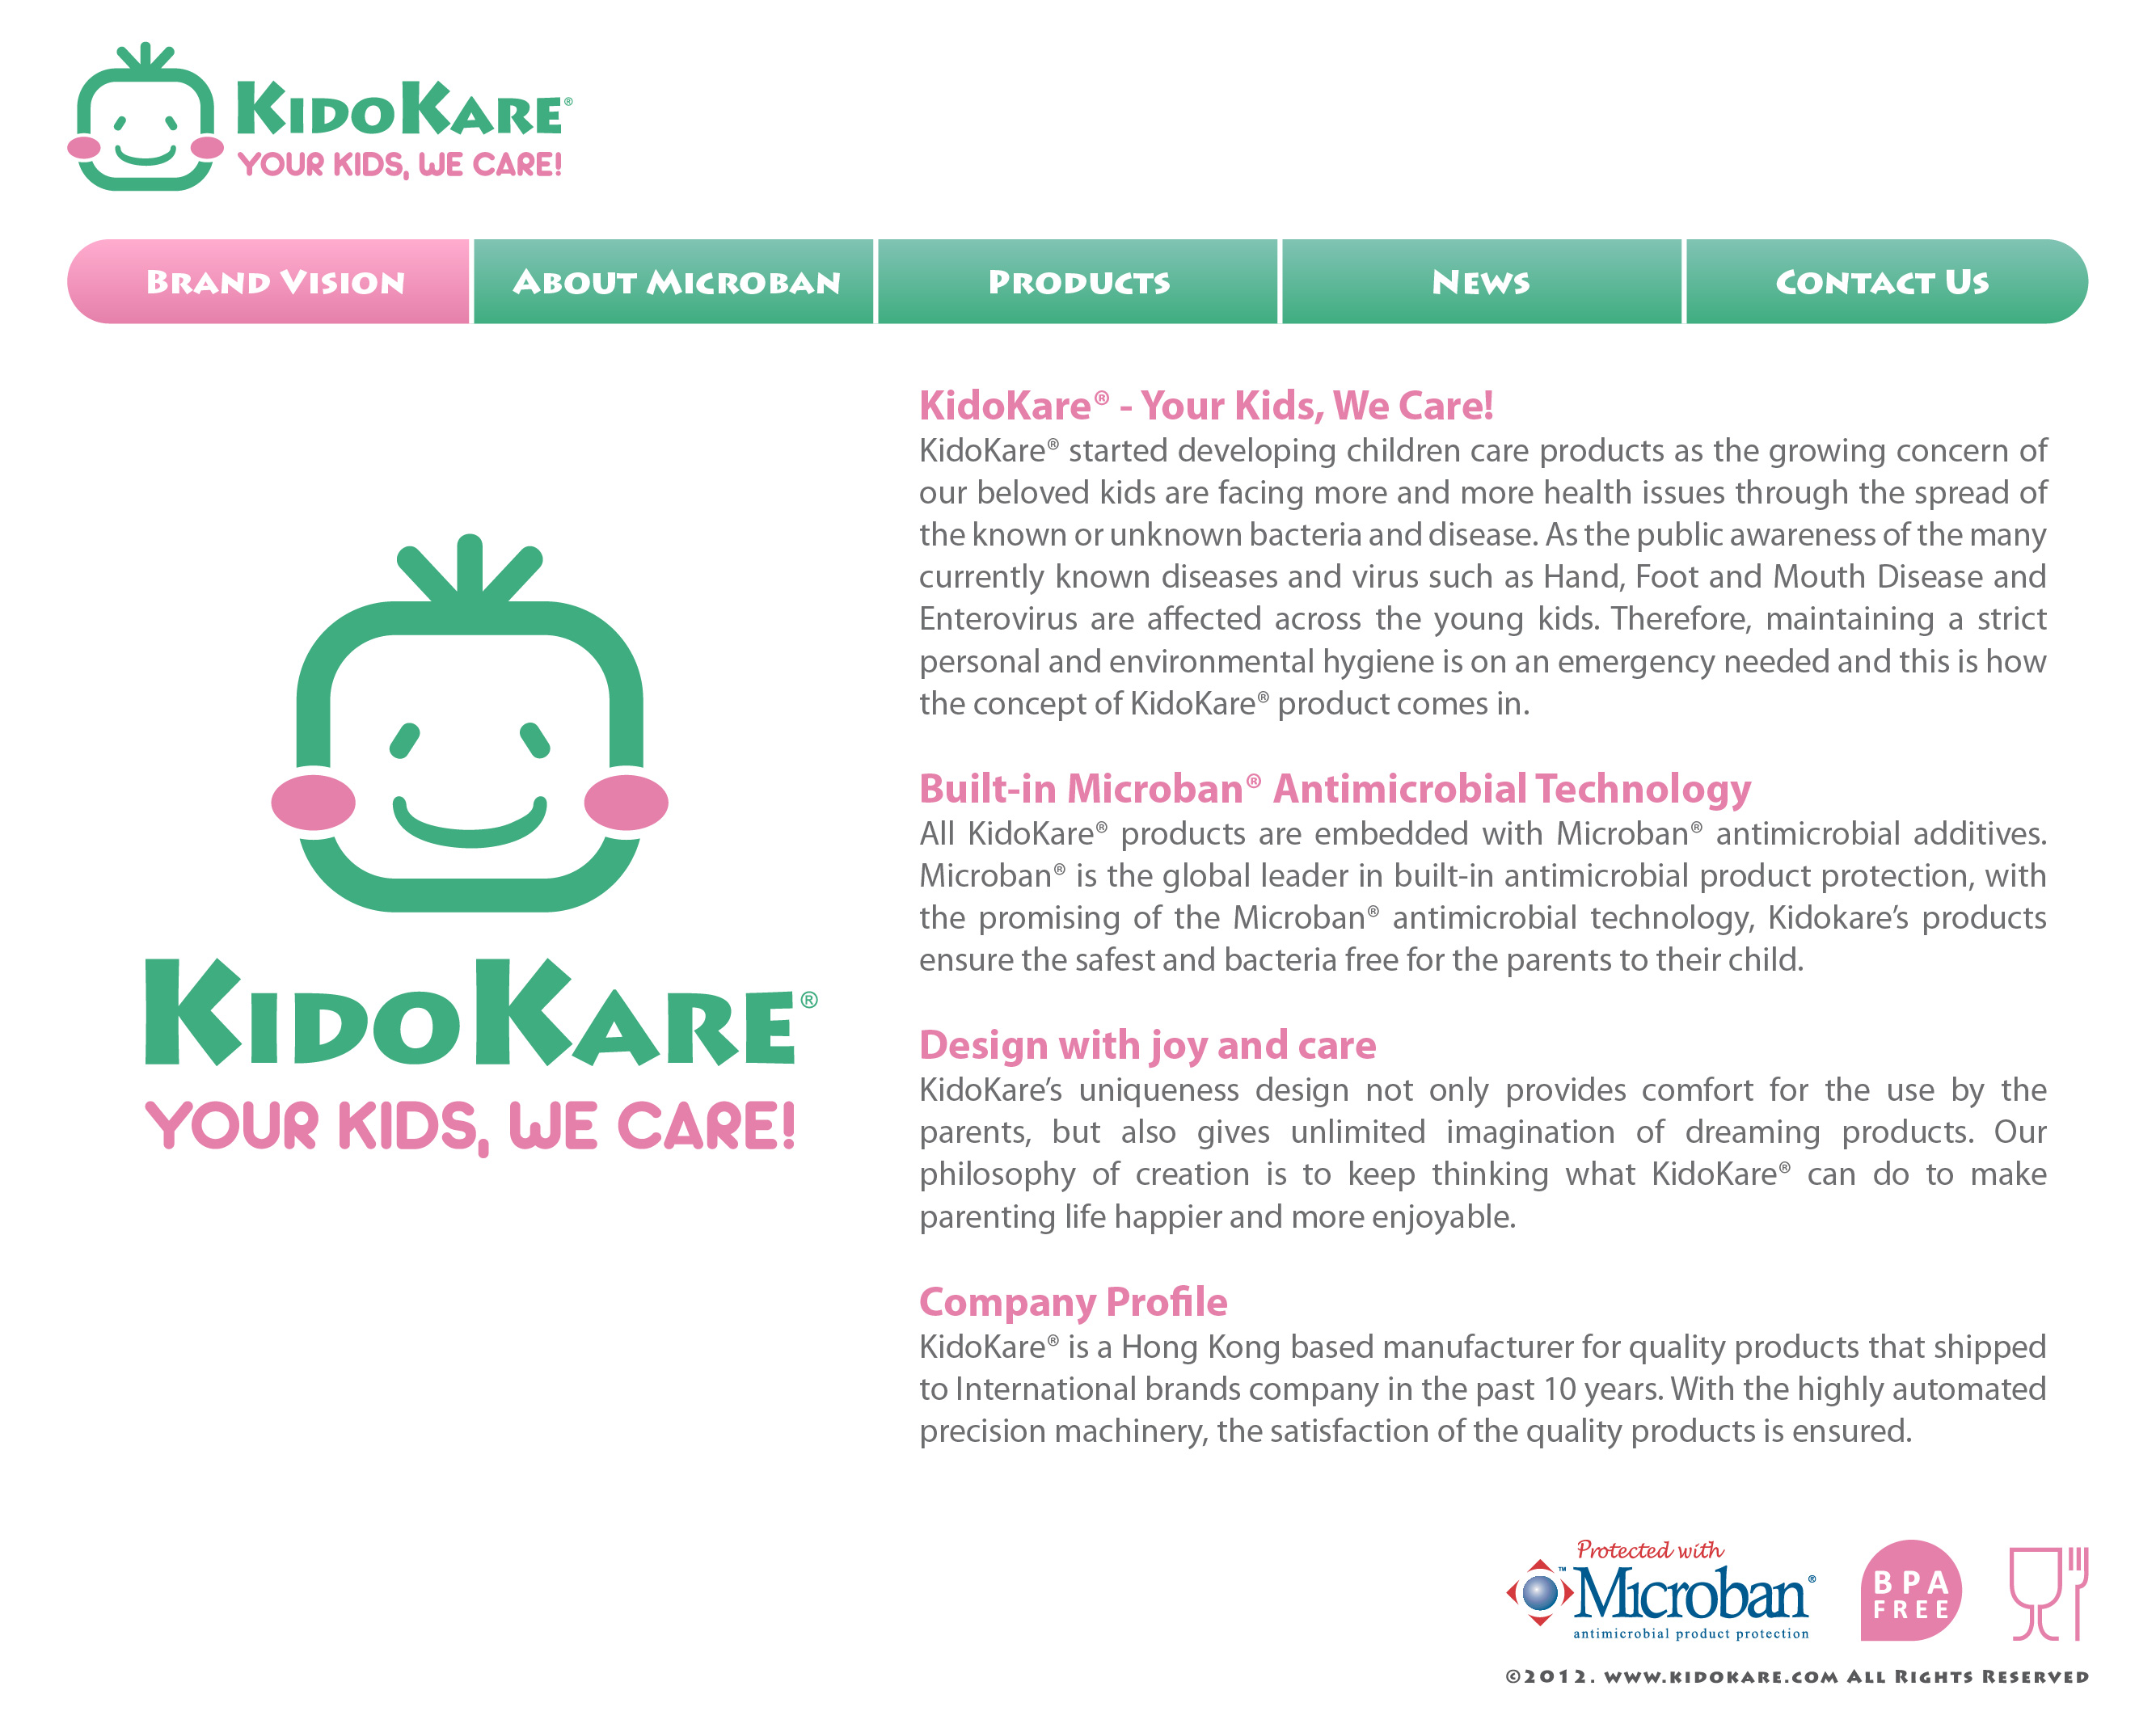 KIDOKARE®
YOUR KIDS, WE CARE!
BRAND VISION
ABOUT MICROBAN
PRODUCTS
NEWS
CONTACT US
KIDOKARE®
YOUR KIDS, WE CARE!
KidoKare® - Your Kids, We Care!
KidoKare® started developing children care products as the growing concern of
our beloved kids are facing more and more health issues through the spread of
the known or unknown bacteria and disease. As the public awareness of the many
currently known diseases and virus such as Hand, Foot and Mouth Disease and
Enterovirus are affected across the young kids. Therefore, maintaining a strict
personal and environmental hygiene is on an emergency needed and this is how
the concept of KidoKare® product comes in.
Built-in Microban® Antimicrobial Technology
All KidoKare® products are embedded with Microban® antimicrobial additives.
Microban® is the global leader in built-in antimicrobial product protection, with
the promising of the Microban® antimicrobial technology, Kidokare’s products
ensure the safest and bacteria free for the parents to their child.
Design with joy and care
KidoKare’s uniqueness design not only provides comfort for the use by the
parents, but also gives unlimited imagination of dreaming products. Our
philosophy of creation is to keep thinking what KidoKare® can do to make
parenting life happier and more enjoyable.
Company Profile
KidoKare® is a Hong Kong based manufacturer for quality products that shipped
to International brands company in the past 10 years. With the highly automated
precision machinery, the satisfaction of the quality products is ensured.
Protected with
™Microban®
antimicrobial product protection
BPA
FREE
©2012. WWW.KIDOKARE.COM ALL RIGHTS RESERVED